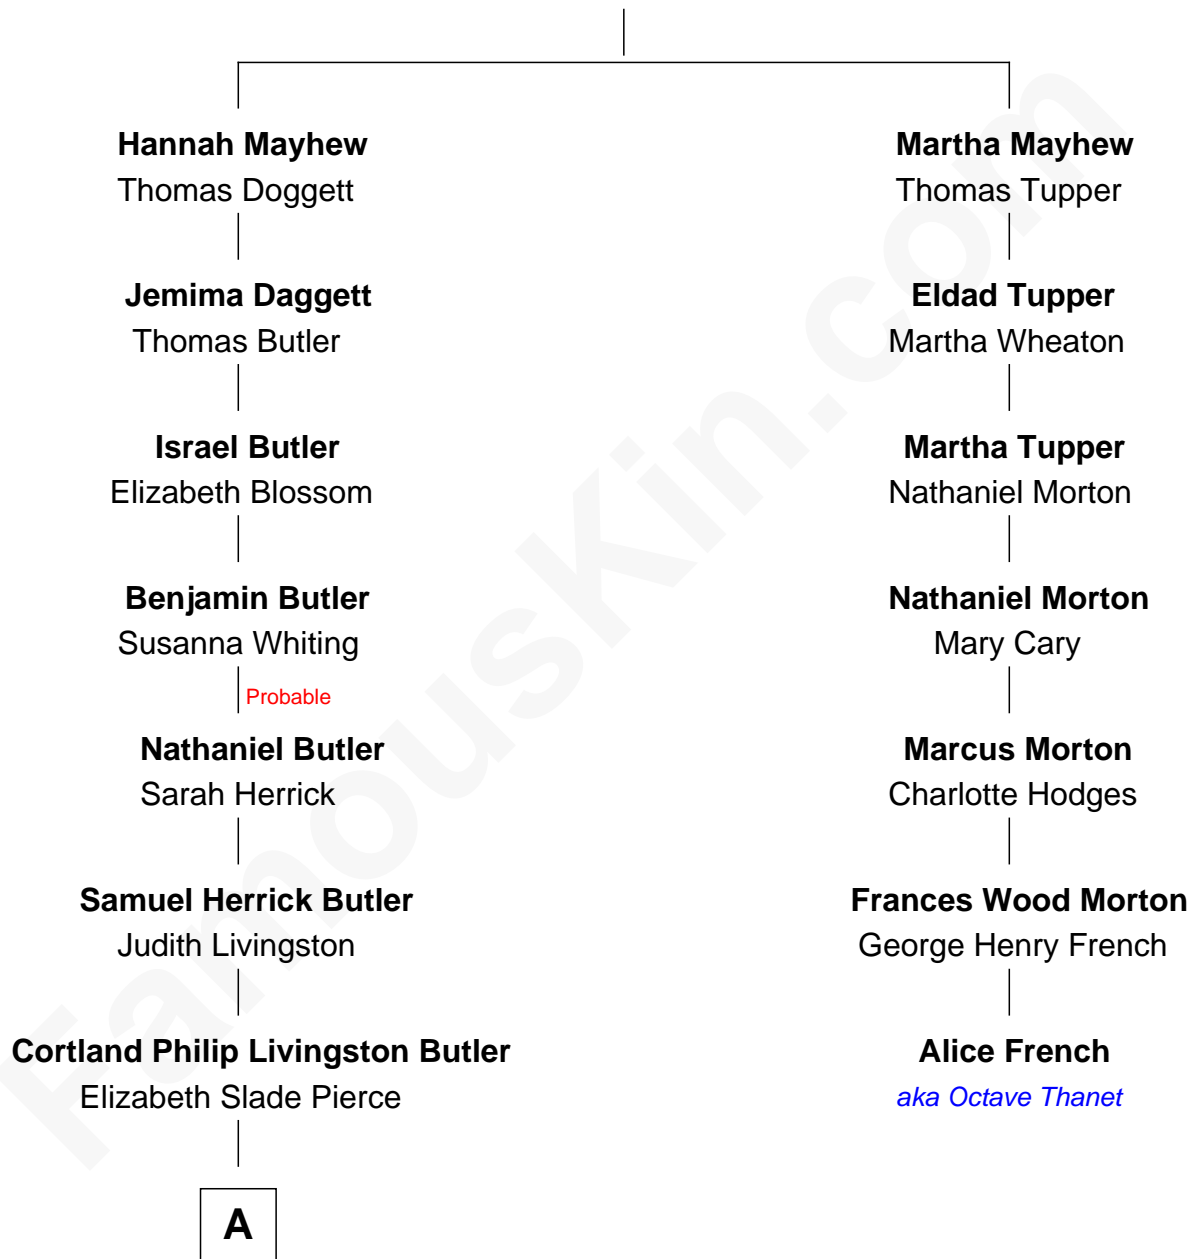 Hannah Mayhew
Thomas Doggett
Jemima Daggett
Thomas Butler
Israel Butler
Elizabeth Blossom
Benjamin Butler
Susanna Whiting
Probable
Nathaniel Butler
Sarah Herrick
Samuel Herrick Butler
Judith Livingston
Cortland Philip Livingston Butler
Elizabeth Slade Pierce
A
Martha Mayhew
Thomas Tupper
Eldad Tupper
Martha Wheaton
Martha Tupper
Nathaniel Morton
Nathaniel Morton
Mary Cary
Marcus Morton
Charlotte Hodges
Frances Wood Morton
George Henry French
Alice French
aka Octave Thanet
FamousKin.com